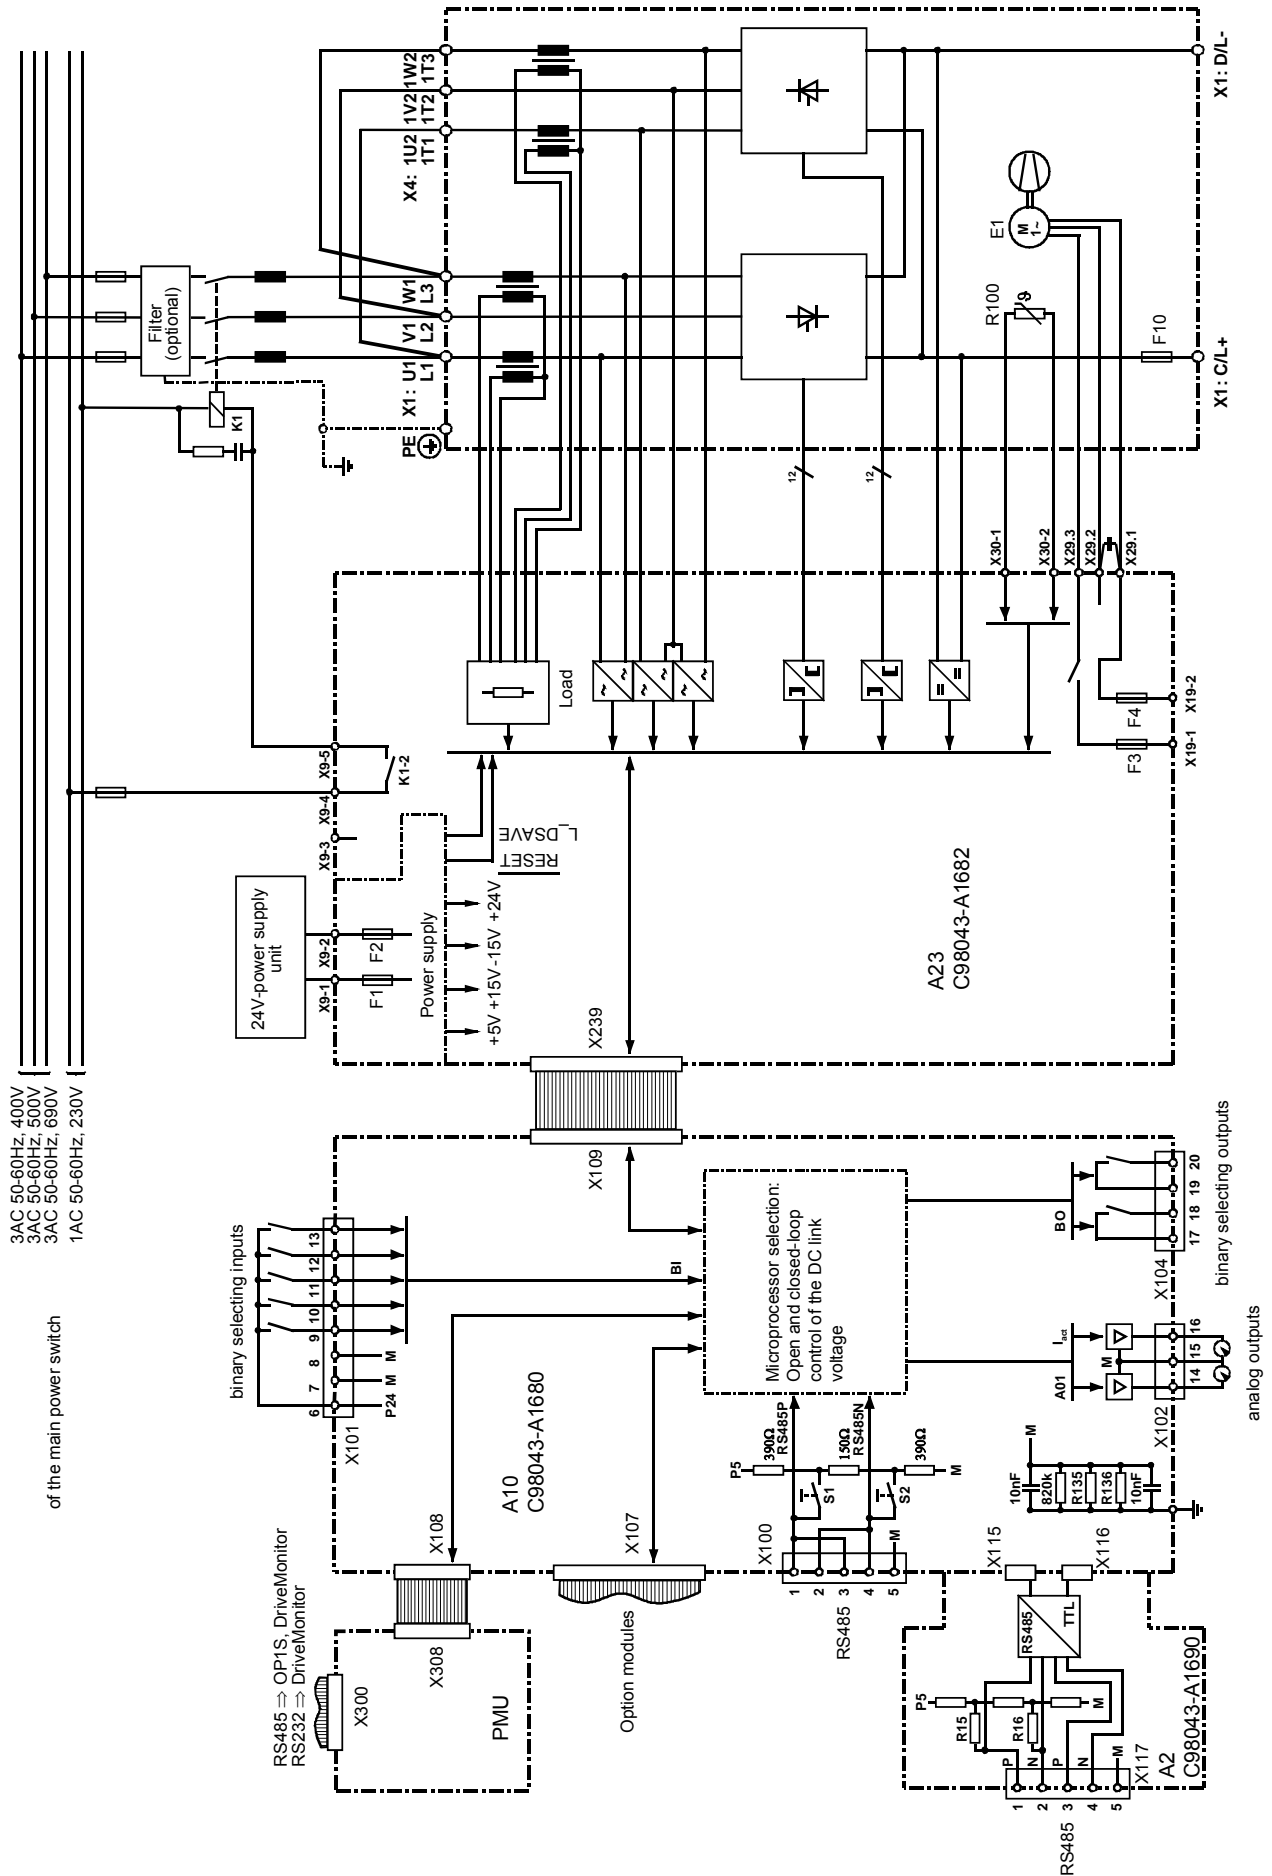 3AC 50-60Hz, 400V
3AC 50-60Hz, 500V
3AC 50-60Hz, 690V
1AC 50-60Hz, 230V
of the main power switch
Filter
(optional)
K1
PE
X1: U1 V1 W1
L1 L2 L3
X4: 1U2 1V2 1W2
1T1 1T2 1T3
X1: D/L-
X1: C/L+
F10
R100
ϑ
E1
M
1~
12
12
X30-1
X30-2
X29.3
X29.2
X29.1
24V-power supply
unit
X9-1
X9-2
X9-3
X9-4
X9-5
F1
F2
K1-2
Power supply
+5V +15V -15V +24V
RESET
L_DSAVE
Load
F3
F4
X19-1
X19-2
A23
C98043-A1682
X239
X109
binary selecting inputs
6 7 8 9 10 11 12 13
X101
P24 M M
BI
A10
C98043-A1680
Microprocessor selection:
Open and closed-loop
control of the DC link
voltage
BO
17 18 19 20
X104
binary selecting outputs
A01
M
Iact
14 15 16
X102
analog outputs
P5
390Ω
RS485P
150Ω
RS485N
390Ω
M
S1
S2
M
10nF
820k
R135
R136
10nF
X100
1
2
3
4
5
M
RS485
X108
X107
X308
Option modules
RS485 ⇒ OP1S, DriveMonitor
RS232 ⇒ DriveMonitor
X300
PMU
X115
X116
RS485
TTL
P5
R15
R16
M
P
N
P
N
M
1
2
3
4
5
X117
RS485
A2
C98043-A1690